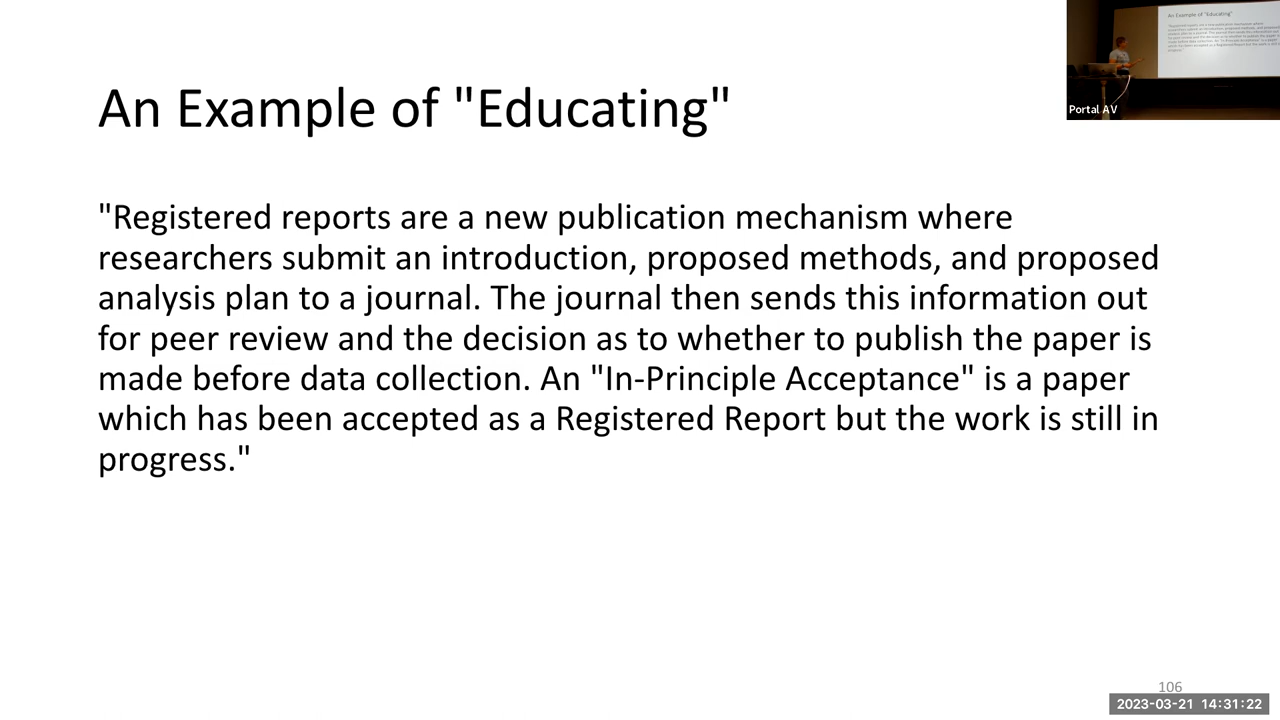 An Example of "Educating"
"Registered reports are a new publication mechanism where
researchers submit an introduction, proposed methods, and proposed
analysis plan to a journal. The journal then sends this information out
for peer review and the decision as to whether to publish the paper is
made before data collection. An "In-Principle Acceptance" is a paper
which has been accepted as a Registered Report but the work is still in
progress."
An Example of "Educating"
Portal AV
106
2023-03-21 14:31:22